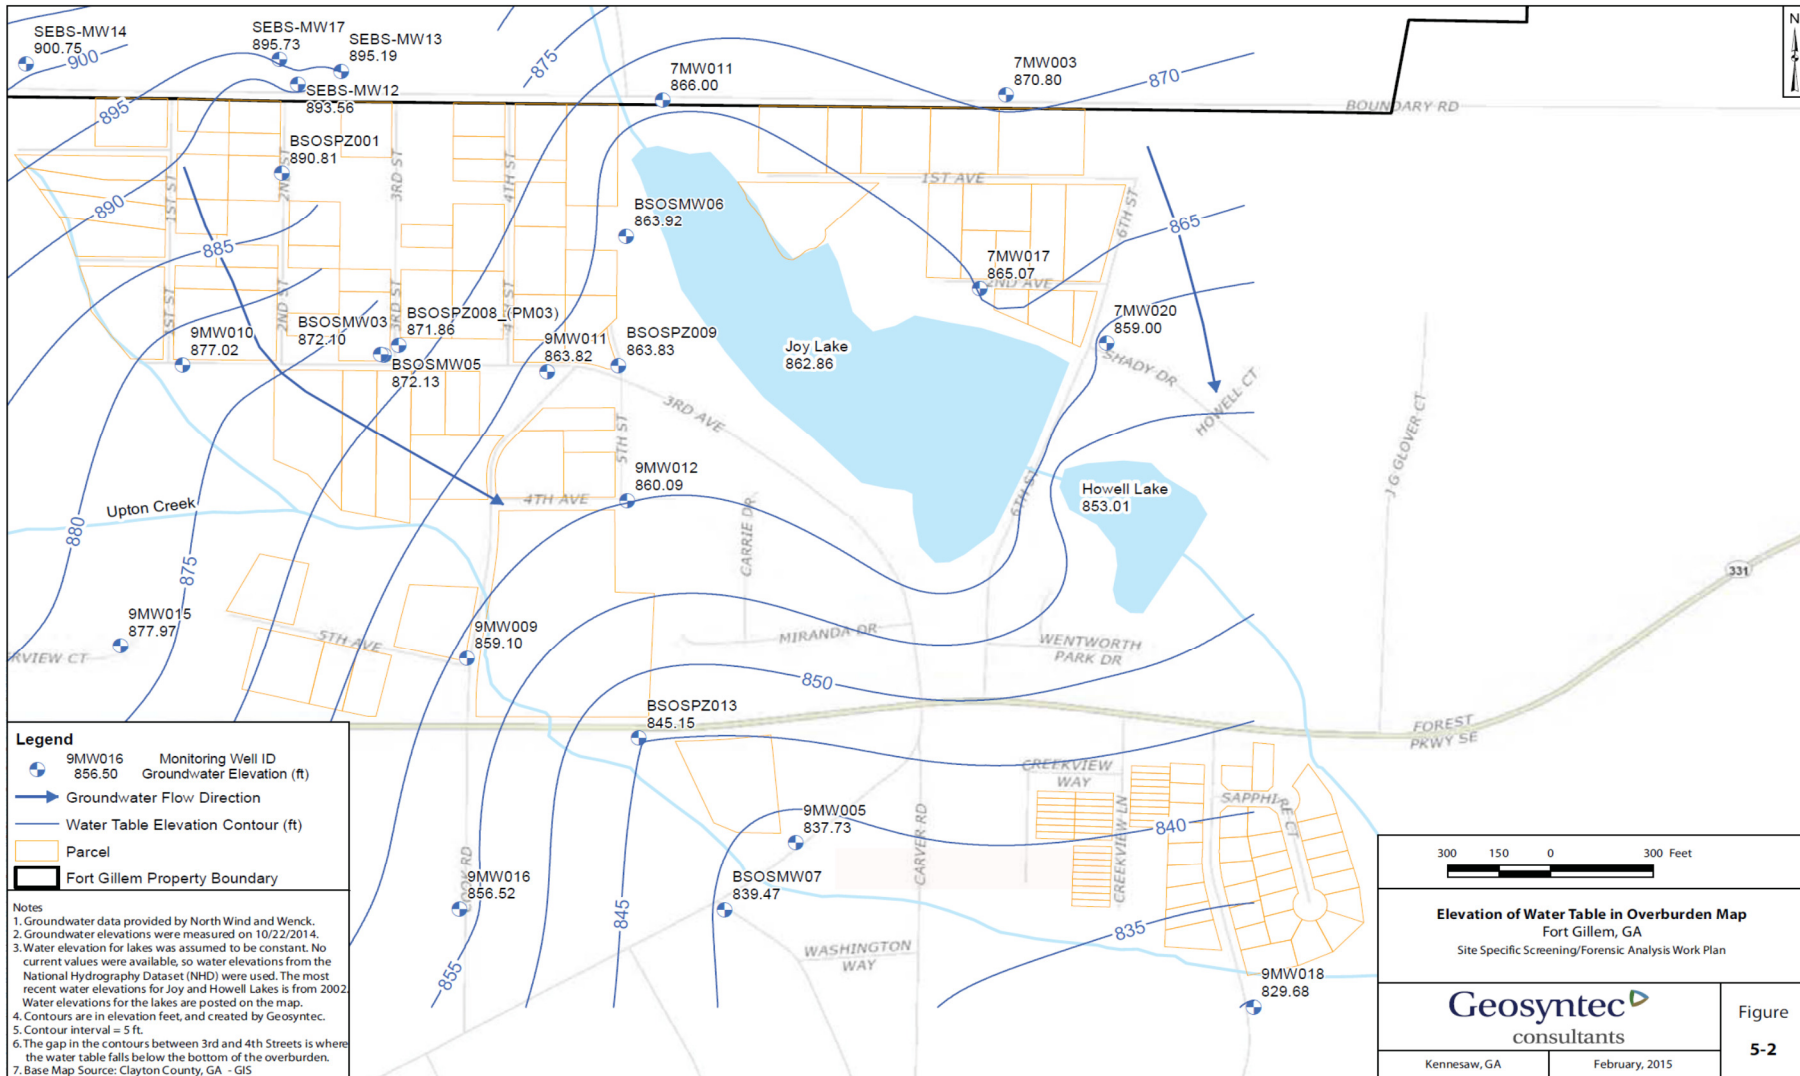 SEBS-MW14
900.75
SEBS-MW17
895.73
SEBS-MW13
895.19
SEBS-MW12
893.56
7MW011
866.00
7MW003
870.80
N
900
875
870
BOUNDARY RD
895
BSOSPZ001
890.81
1ST ST
2ND ST
3RD ST
4TH ST
1ST AVE
6TH ST
890
885
BSOSMW06
863.92
865
7MW017
865.07
2ND AVE
1ST ST
2ND ST
3RD ST
4TH ST
9MW010
877.02
BSOSMW03
872.10
BSOSPZ008_(PM03)
871.86
BSOSMW05
872.13
9MW011
863.82
BSOSPZ009
863.83
Joy Lake
862.86
7MW020
859.00
SHADY DR
HOWELL CT
3RD AVE
5TH ST
J G GLOVER CT
9MW012
860.09
4TH AVE
CARRIE DR
6TH ST
Howell Lake
853.01
Upton Creek
880
875
331
9MW015
877.97
ERVIEW CT
5TH AVE
9MW009
859.10
MIRANDA DR
WENTWORTH
PARK DR
850
BSOSPZ013
845.15
FOREST
PKWY SE
CREEKVIEW
WAY
CREEKVIEW LN
SAPPHIRE CT
9MW005
837.73
840
CARVER RD
COOK RD
9MW016
856.52
BSOSMW07
839.47
845
855
835
WASHINGTON
WAY
9MW018
829.68
Legend
9MW016 Monitoring Well ID
856.50 Groundwater Elevation (ft)
Groundwater Flow Direction
Water Table Elevation Contour (ft)
Parcel
Fort Gillem Property Boundary
Notes
1. Groundwater data provided by North Wind and Wenck.
2. Groundwater elevations were measured on 10/22/2014.
3. Water elevation for lakes was assumed to be constant. No
current values were available, so water elevations from the
National Hydrography Dataset (NHD) were used. The most
recent water elevations for Joy and Howell Lakes is from 2002.
Water elevations for the lakes are posted on the map.
4. Contours are in elevation feet, and created by Geosyntec.
5. Contour interval = 5 ft.
6. The gap in the contours between 3rd and 4th Streets is where
the water table falls below the bottom of the overburden.
7. Base Map Source: Clayton County, GA - GIS
300 150 0 300 Feet
Elevation of Water Table in Overburden Map
Fort Gillem, GA
Site Specific Screening/Forensic Analysis Work Plan
Geosyntec
consultants
Kennesaw, GA
February, 2015
Figure
5-2